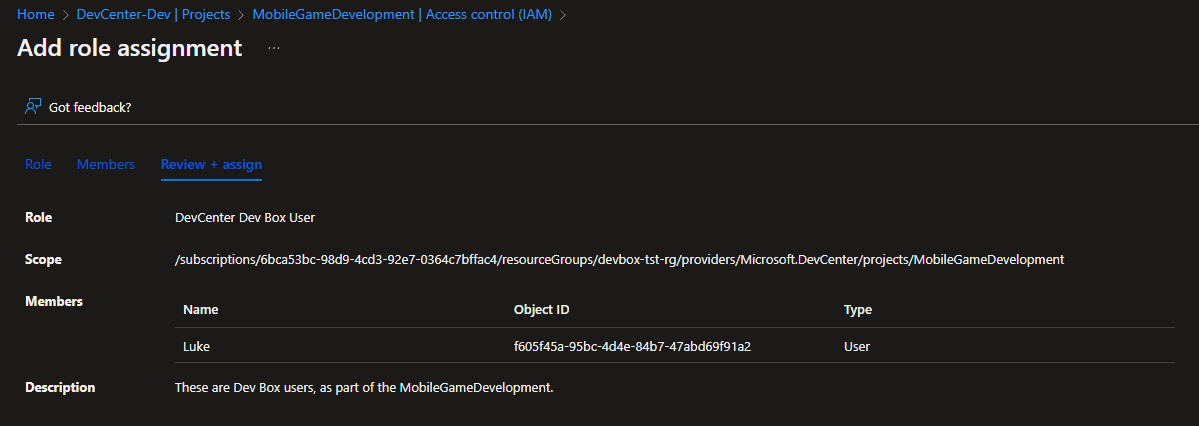 Home > DevCenter-Dev | Projects > MobileGameDevelopment | Access control (IAM) >
Add role assignment ...
Got feedback?
Role Members Review + assign
Role DevCenter Dev Box User
Scope /subscriptions/6bca53bc-98d9-4cd3-92e7-0364c7bffac4/resourceGroups/devbox-tst-rg/providers/Microsoft.DevCenter/projects/MobileGameDevelopment
Members
Name Object ID Type
Luke f605f45a-95bc-4d4e-84b7-47abd69f91a2 User
Description These are Dev Box users, as part of the MobileGameDevelopment.